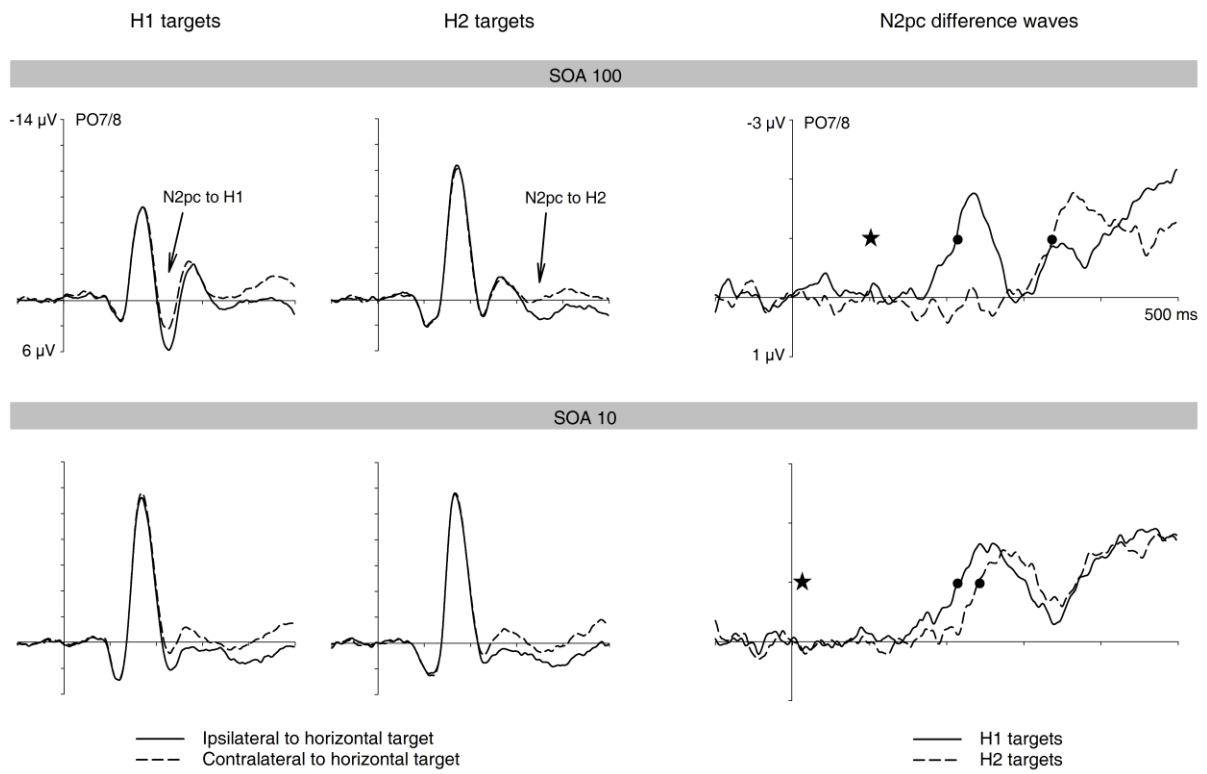 H1 targets
H2 targets
N2pc difference waves
SOA 100
-14 µV
PO7/8
N2pc to H1
6 µV
N2pc to H2
-3 µV
PO7/8
500 ms
1 µV
SOA 10
Ipsilateral to horizontal target
Contralateral to horizontal target
H1 targets
H2 targets